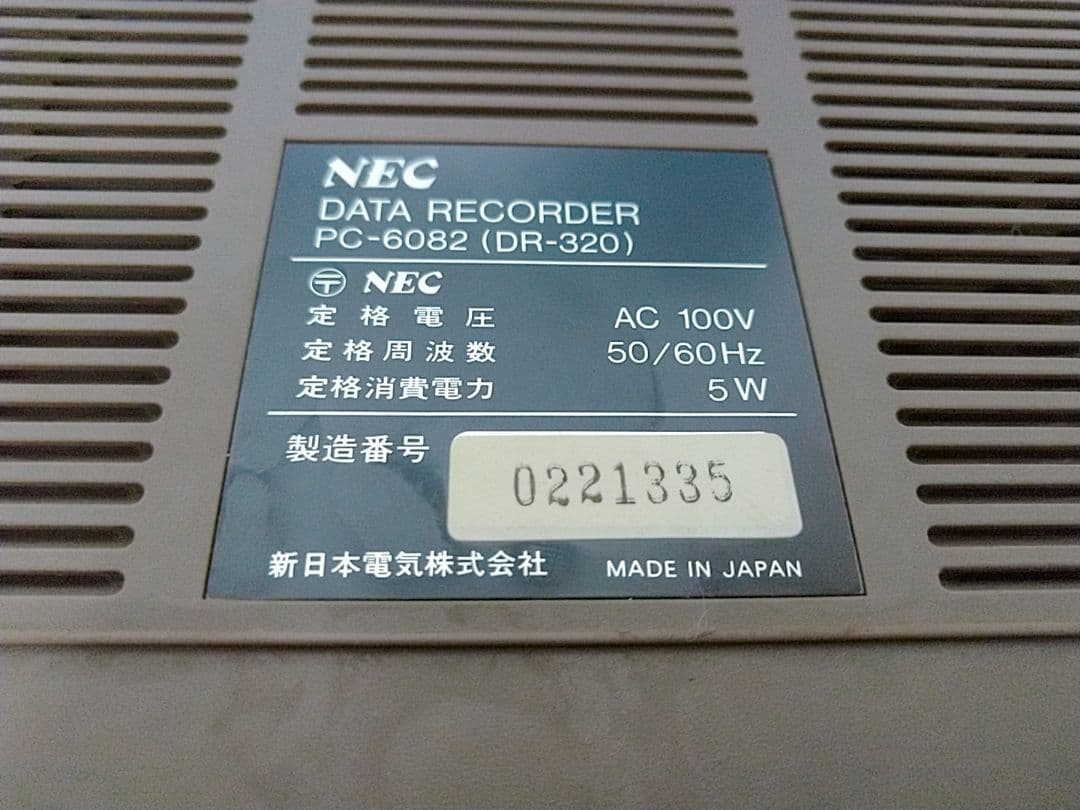 NEC
DATA RECORDER
PC-6082 (DR-320)
〶 NEC
定格電圧 AC 100V
定格周波数 50/60Hz
定格消費電力 5W
製造番号 0221335
新日本電気株式会社 MADE IN JAPAN